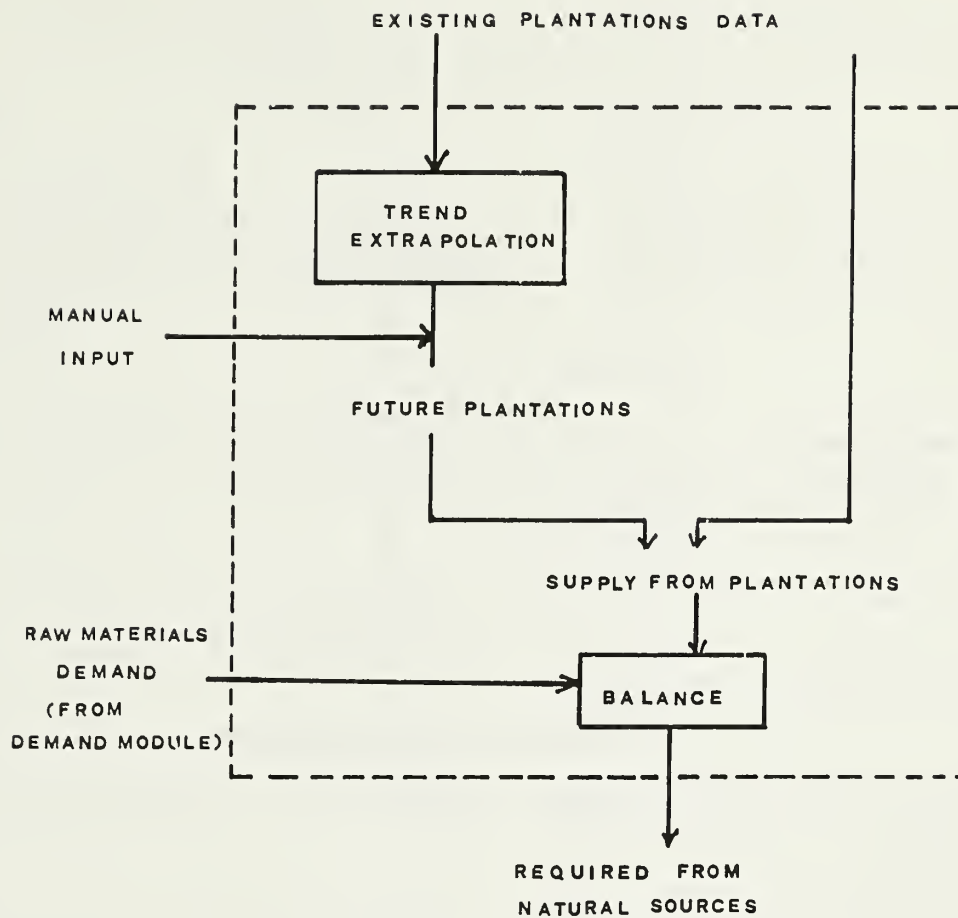 EXISTING PLANTATIONS DATA
TREND
EXTRAPOLATION
MANUAL
INPUT
FUTURE PLANTATIONS
SUPPLY FROM PLANTATIONS
RAW MATERIALS
DEMAND
(FROM
DEMAND MODULE)
BALANCE
REQUIRED FROM
NATURAL SOURCES